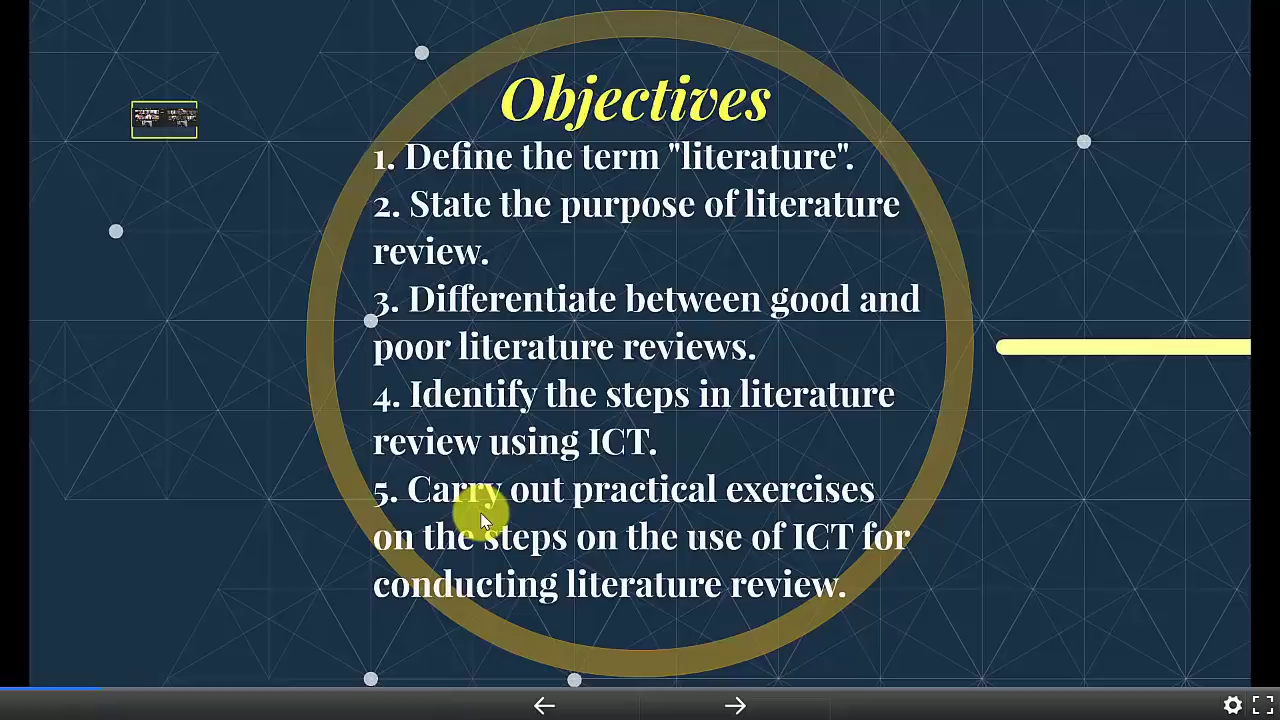 Objectives
1. Define the term "literature".
2. State the purpose of literature
review.
3. Differentiate between good and
poor literature reviews.
4. Identify the steps in literature
review using ICT.
5. Carry out practical exercises
on the steps on the use of ICT for
conducting literature review.